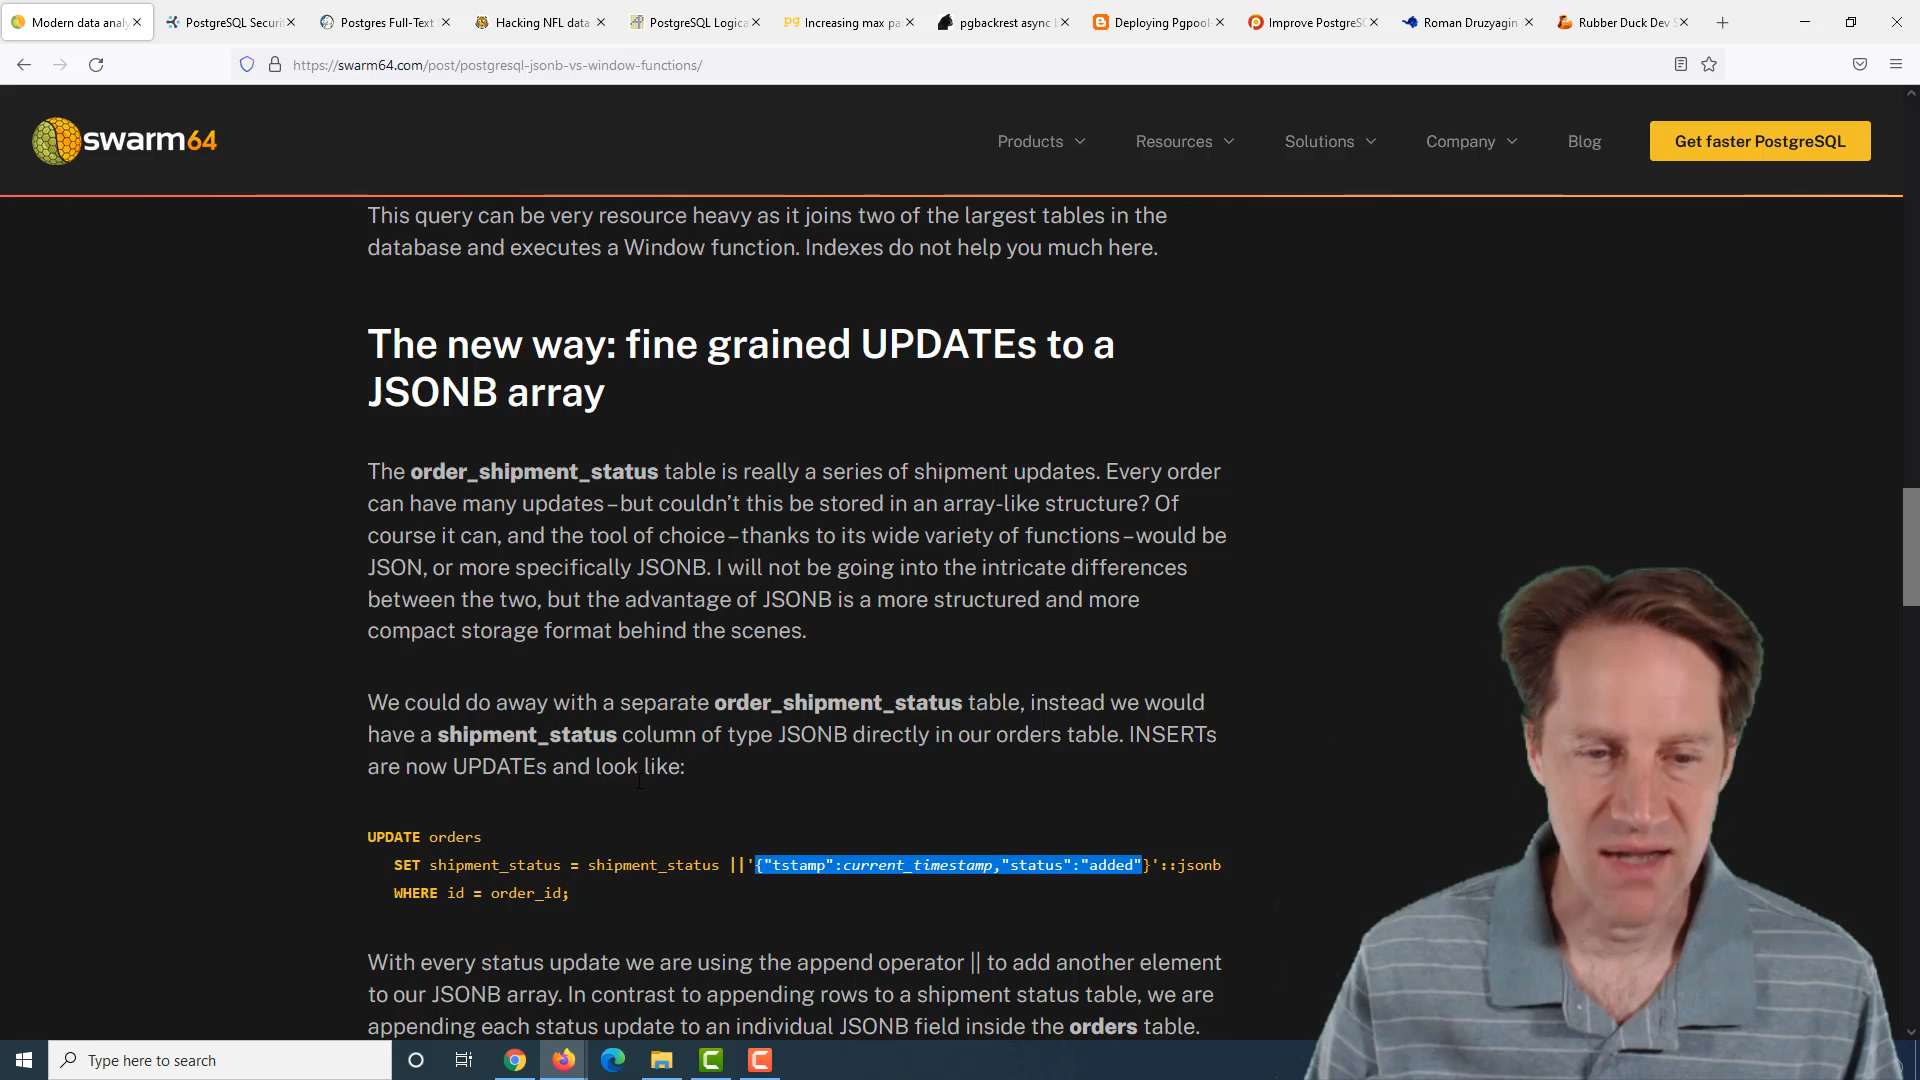 Modern data analy
PostgreSQL Securit
Postgres Full-Text
Hacking NFL data
PostgreSQL Logica
Increasing max pa
pgbackrest async
Deploying Pgpool-
Improve PostgreSQ
Roman Druzyagin
Rubber Duck Dev S
https://swarm64.com/post/postgresql-jsonb-vs-window-functions/
swarm64
Products
Resources
Solutions
Company
Blog
Get faster PostgreSQL
This query can be very resource heavy as it joins two of the largest tables in the
database and executes a Window function. Indexes do not help you much here.
The new way: fine grained UPDATEs to a
JSONB array
The order_shipment_status table is really a series of shipment updates. Every order
can have many updates – but couldn’t this be stored in an array-like structure? Of
course it can, and the tool of choice – thanks to its wide variety of functions – would be
JSON, or more specifically JSONB. I will not be going into the intricate differences
between the two, but the advantage of JSONB is a more structured and more
compact storage format behind the scenes.
We could do away with a separate order_shipment_status table, instead we would
have a shipment_status column of type JSONB directly in our orders table. INSERTs
are now UPDATEs and look like:
UPDATE orders
SET shipment_status = shipment_status ||'{"tstamp":current_timestamp,"status":"added"}'::jsonb
WHERE id = order_id;
With every status update we are using the append operator || to add another element
to our JSONB array. In contrast to appending rows to a shipment status table, we are
appending each status update to an individual JSONB field inside the orders table.
Type here to search